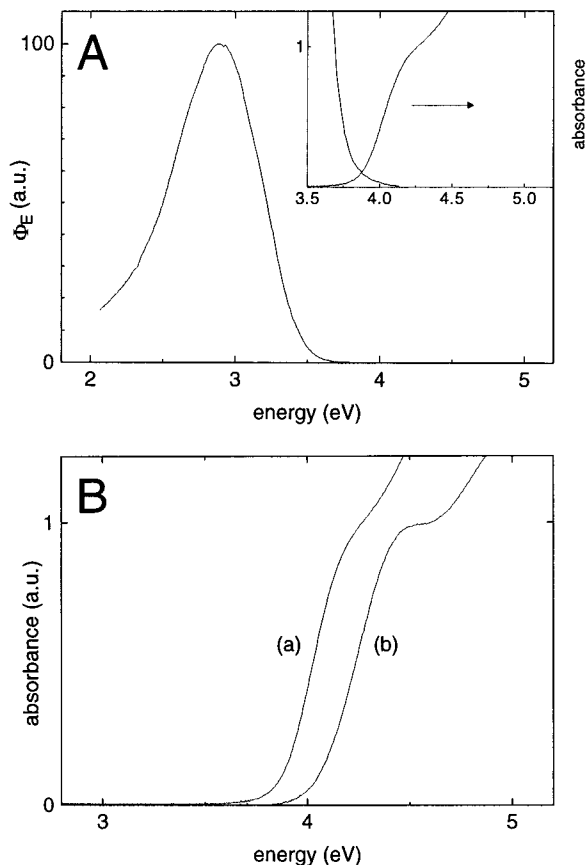 A
100
Φ_E (a.u.)
0
2 3 4 5
energy (eV)
1
absorbance
3.5 4.0 4.5 5.0
B
1
absorbance (a.u.)
(a) (b)
0
3 4 5
energy (eV)